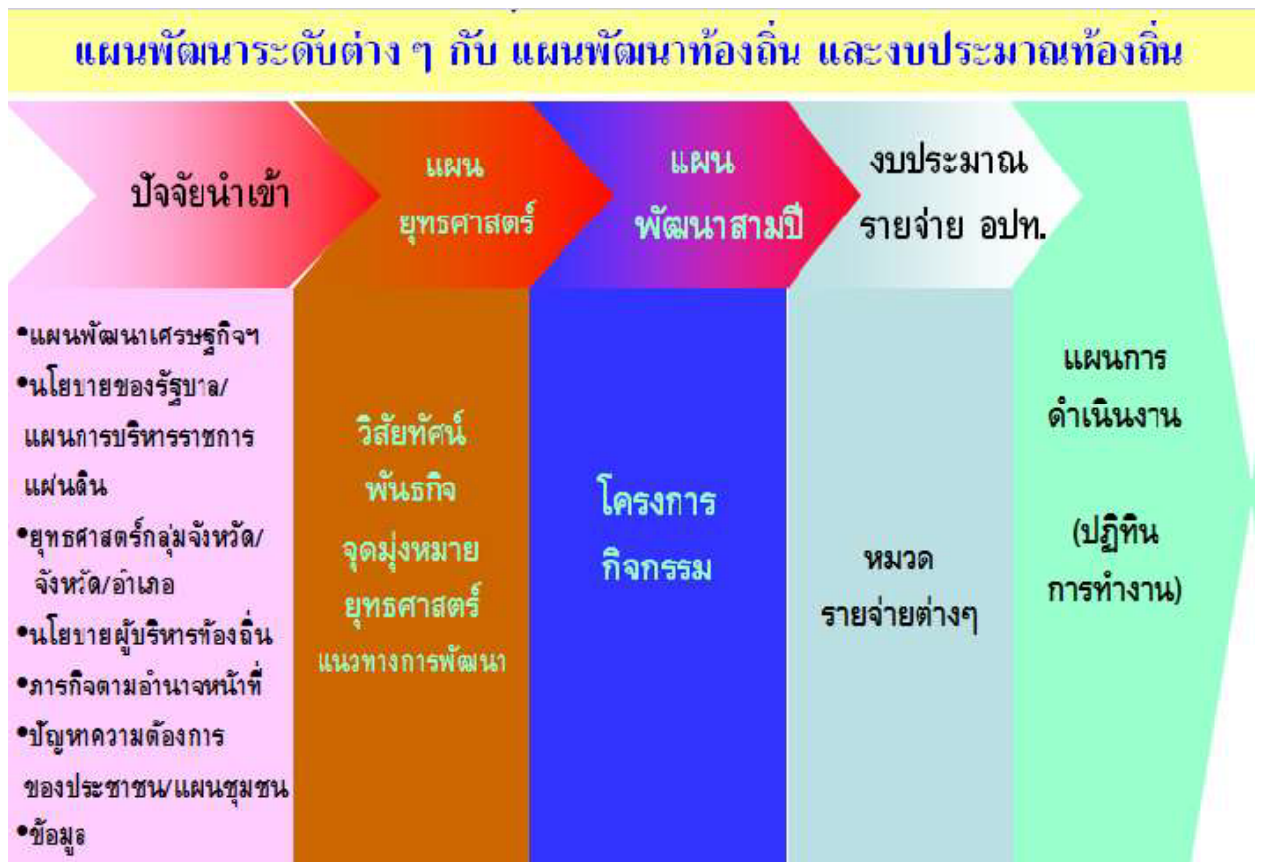 แผนพัฒนาระดับต่าง ๆ กับ แผนพัฒนาท้องถิ่น และงบประมาณท้องถิ่น
ปัจจัยนำเข้า
•แผนพัฒนาเศรษฐกิจฯ
•นโยบายของรัฐบาล/
แผนการบริหารราชการ
แผ่นดิน
•ยุทธศาสตร์กลุ่มจังหวัด/
จังหวัด/อำเภอ
•นโยบายผู้บริหารท้องถิ่น
•ภารกิจตามอำนาจหน้าที่
•ปัญหาความต้องการ
ของประชาชน/แผนชุมชน
•ข้อมูล
แผน
ยุทธศาสตร์
วิสัยทัศน์
พันธกิจ
จุดมุ่งหมาย
ยุทธศาสตร์
แนวทางการพัฒนา
แผน
พัฒนาสามปี
โครงการ
กิจกรรม
งบประมาณ
รายจ่าย อปท.
หมวด
รายจ่ายต่างๆ
แผนการ
ดำเนินงาน
(ปฏิทิน
การทำงาน)